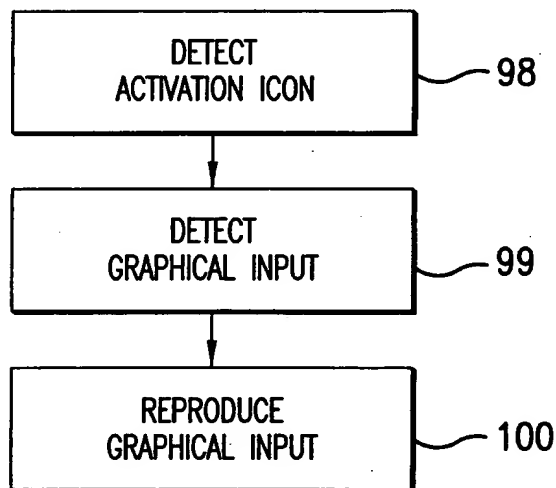 DETECT
ACTIVATION ICON
98
DETECT
GRAPHICAL INPUT
99
REPRODUCE
GRAPHICAL INPUT
100